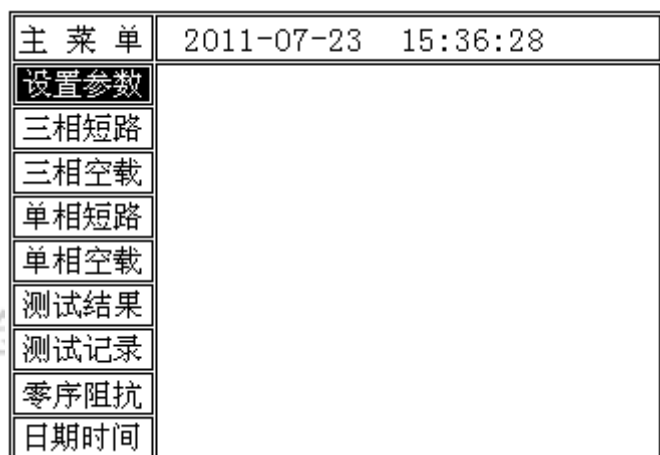 主 菜 单 2011-07-23 15:36:28
设置参数
三相短路
三相空载
单相短路
单相空载
测试结果
测试记录
零序阻抗
日期时间